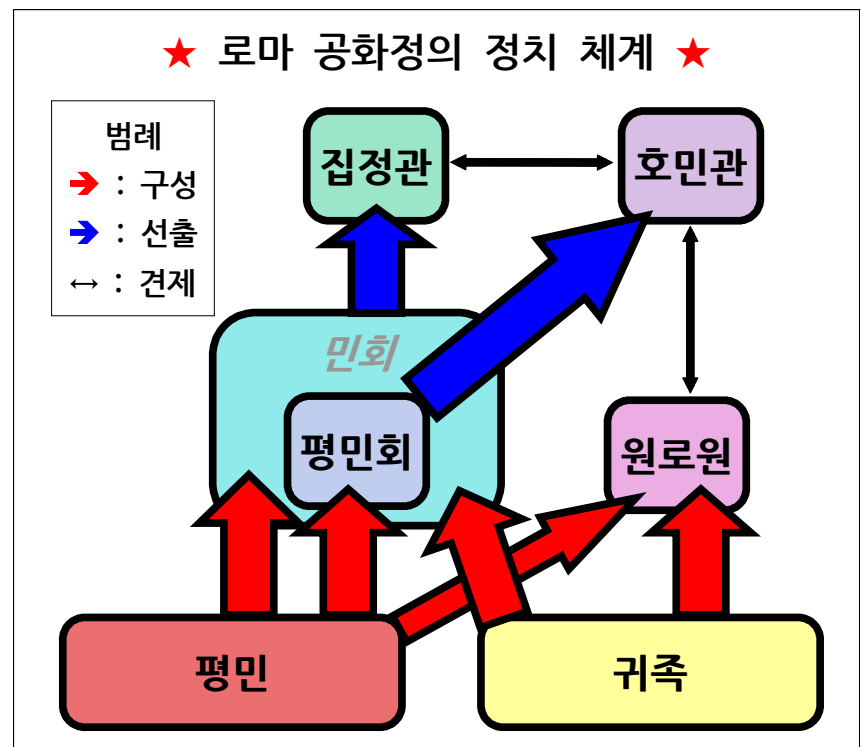 ★ 로마 공화정의 정치 체계 ★
범례
➔ : 구성
➔ : 선출
↔ : 견제
집정관
호민관
민회
평민회
원로원
평민
귀족